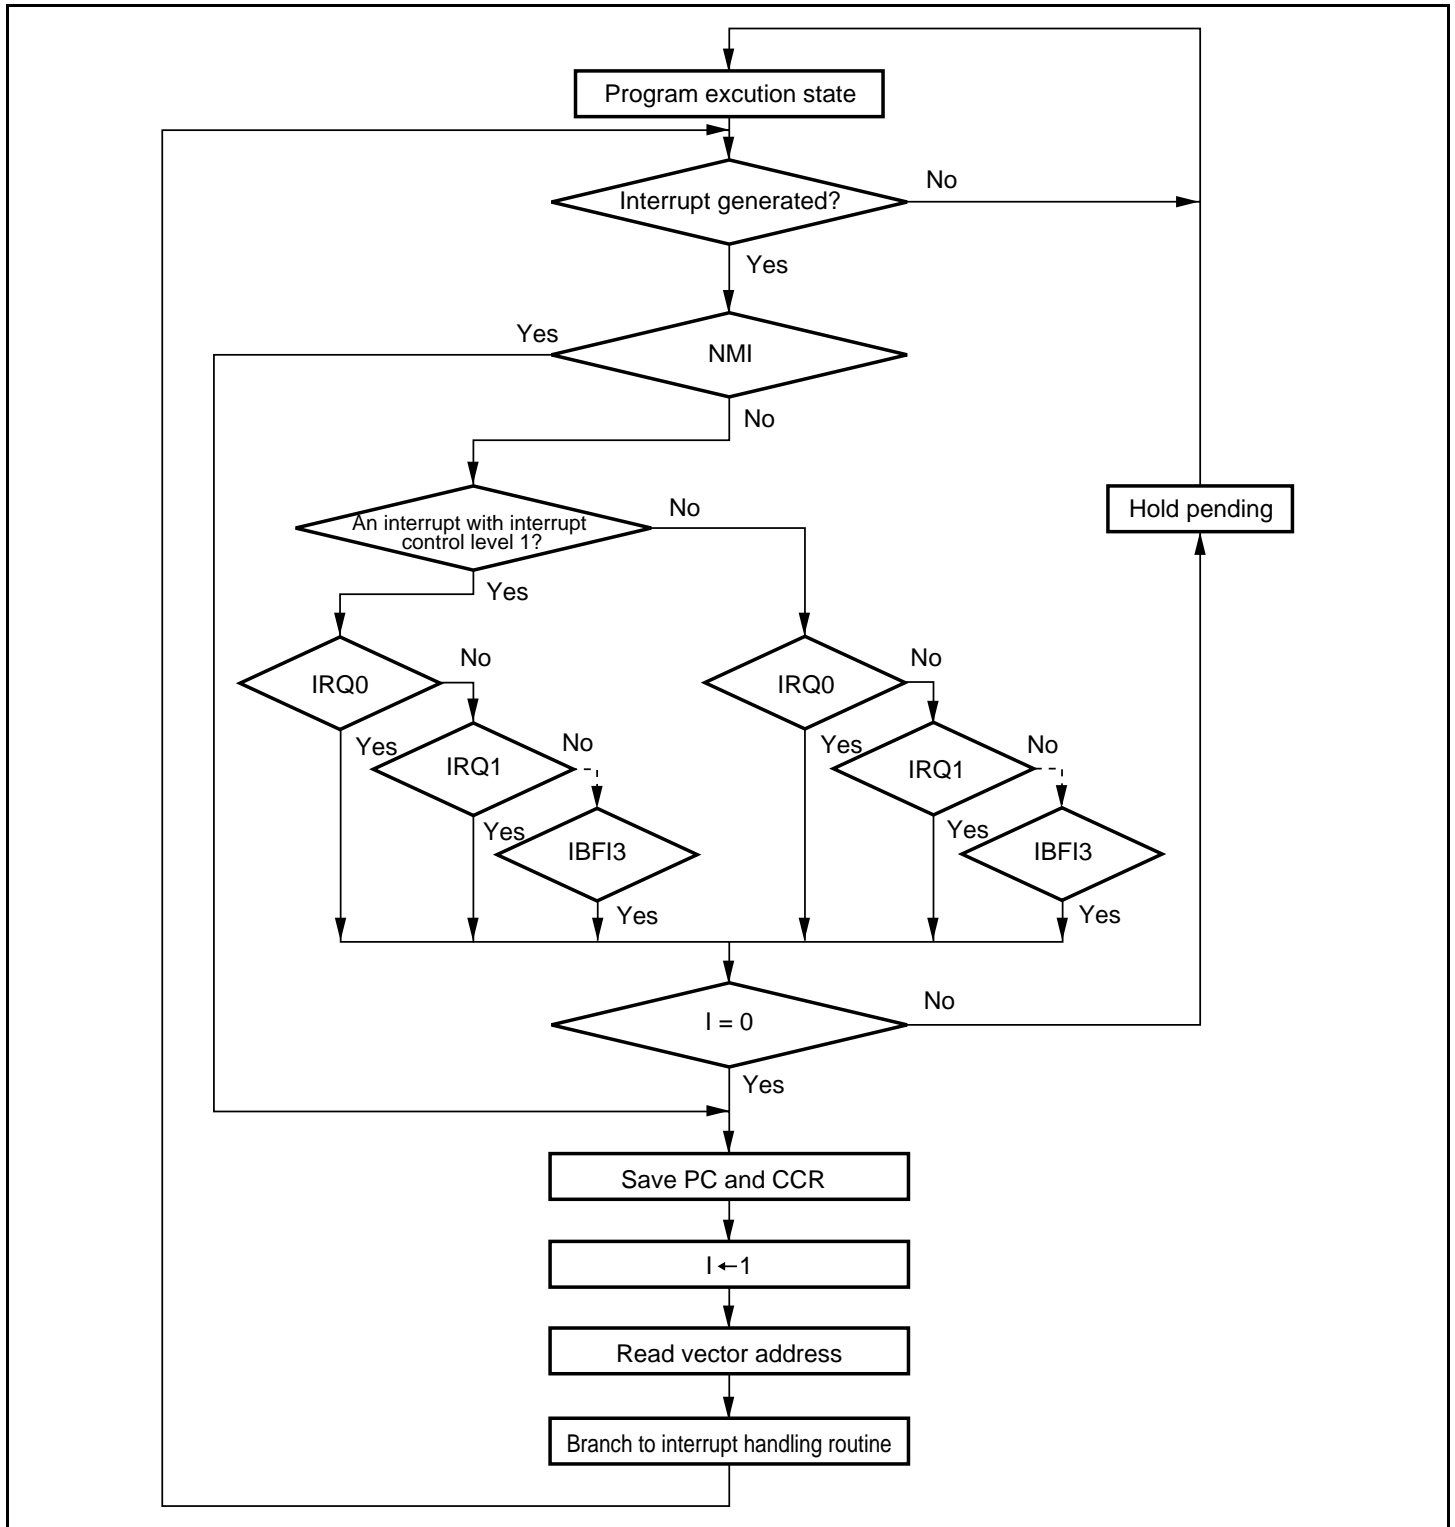 Program excution state
Interrupt generated?
No
Yes
Yes
NMI
No
An interrupt with interrupt
control level 1?
No
Hold pending
Yes
IRQ0
No
IRQ0
No
Yes
IRQ1
No
Yes
IRQ1
No
Yes
IBFI3
Yes
IBFI3
Yes
Yes
I = 0
No
Yes
Save PC and CCR
I ←1
Read vector address
Branch to interrupt handling routine